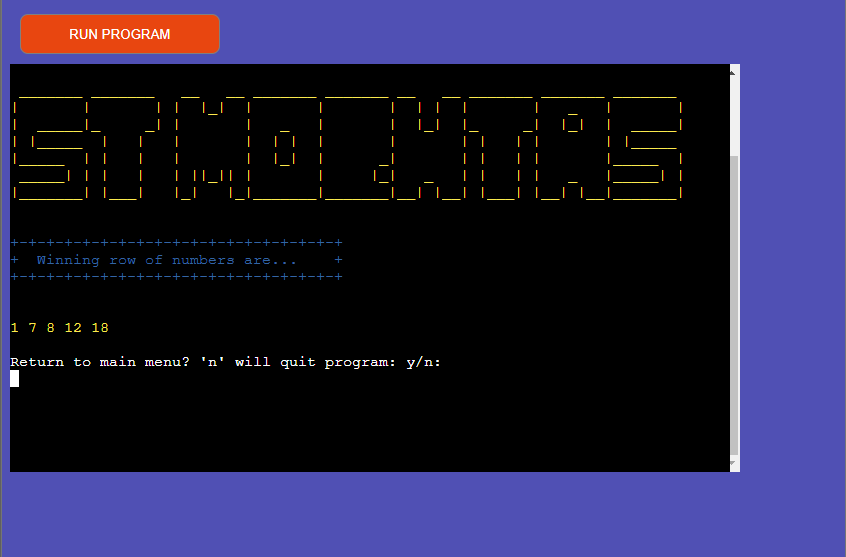 RUN PROGRAM
+-+-+-+-+-+-+-+-+-+-+-+-+-+-+-+-+-+-+
+  Winning row of numbers are...    +
+-+-+-+-+-+-+-+-+-+-+-+-+-+-+-+-+-+-+
1 7 8 12 18
Return to main menu? 'n' will quit program: y/n: